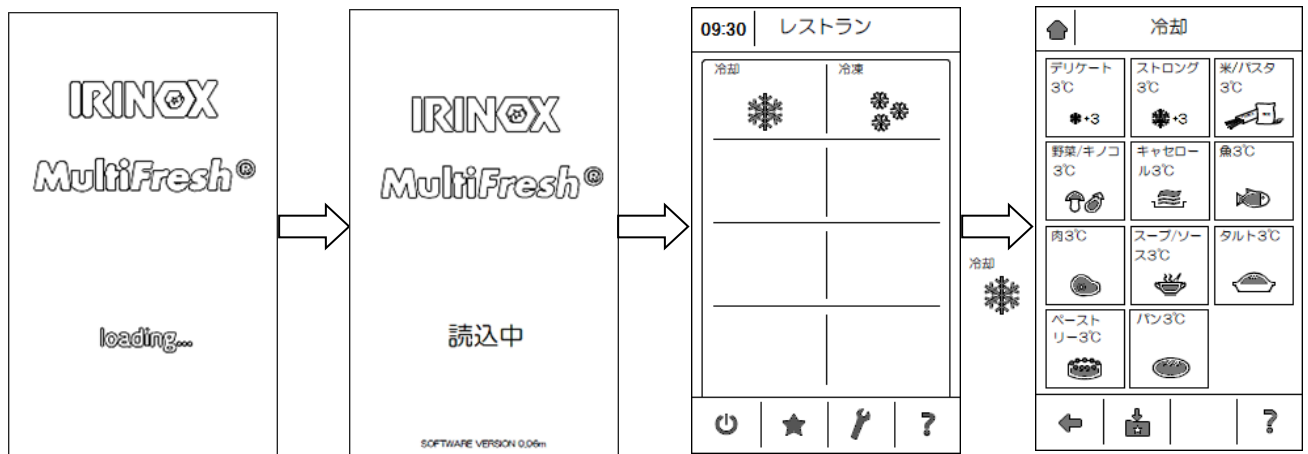 IRINOX
MultiFresh®
loading...
IRINOX
MultiFresh®
読込中
SOFTWARE VERSION 0,06m
09:30
レストラン
冷却
冷凍
?
冷却
冷却
デリケート
3℃
+3
ストロング
3℃
+3
米/パスタ
3℃
野菜/キノコ
3℃
キャセロー
ル3℃
魚3℃
肉3℃
スープ/ソー
ス3℃
タルト3℃
ペースト
リー3℃
パン3℃
?